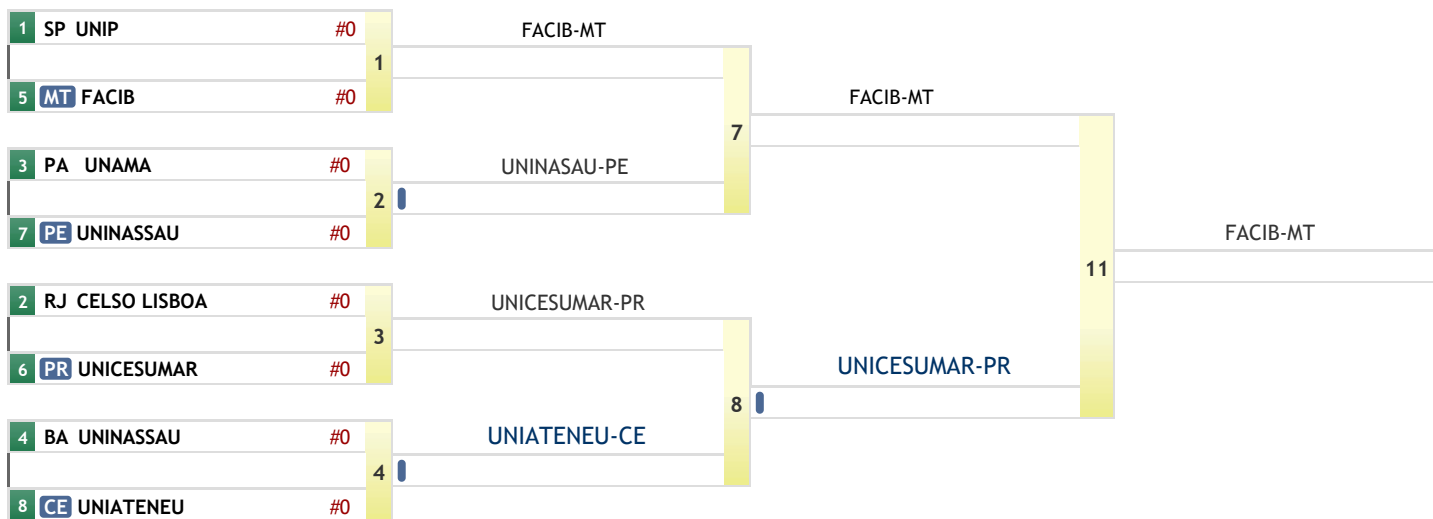 1 SP UNIP #0
FACIB-MT
1
5 MT FACIB #0
FACIB-MT
7
3 PA UNAMA #0
UNINASAU-PE
2
7 PE UNINASSAU #0
FACIB-MT
11
2 RJ CELSO LISBOA #0
UNICESUMAR-PR
3
6 PR UNICESUMAR #0
UNICESUMAR-PR
8
4 BA UNINASSAU #0
UNIATENEU-CE
4
8 CE UNIATENEU #0